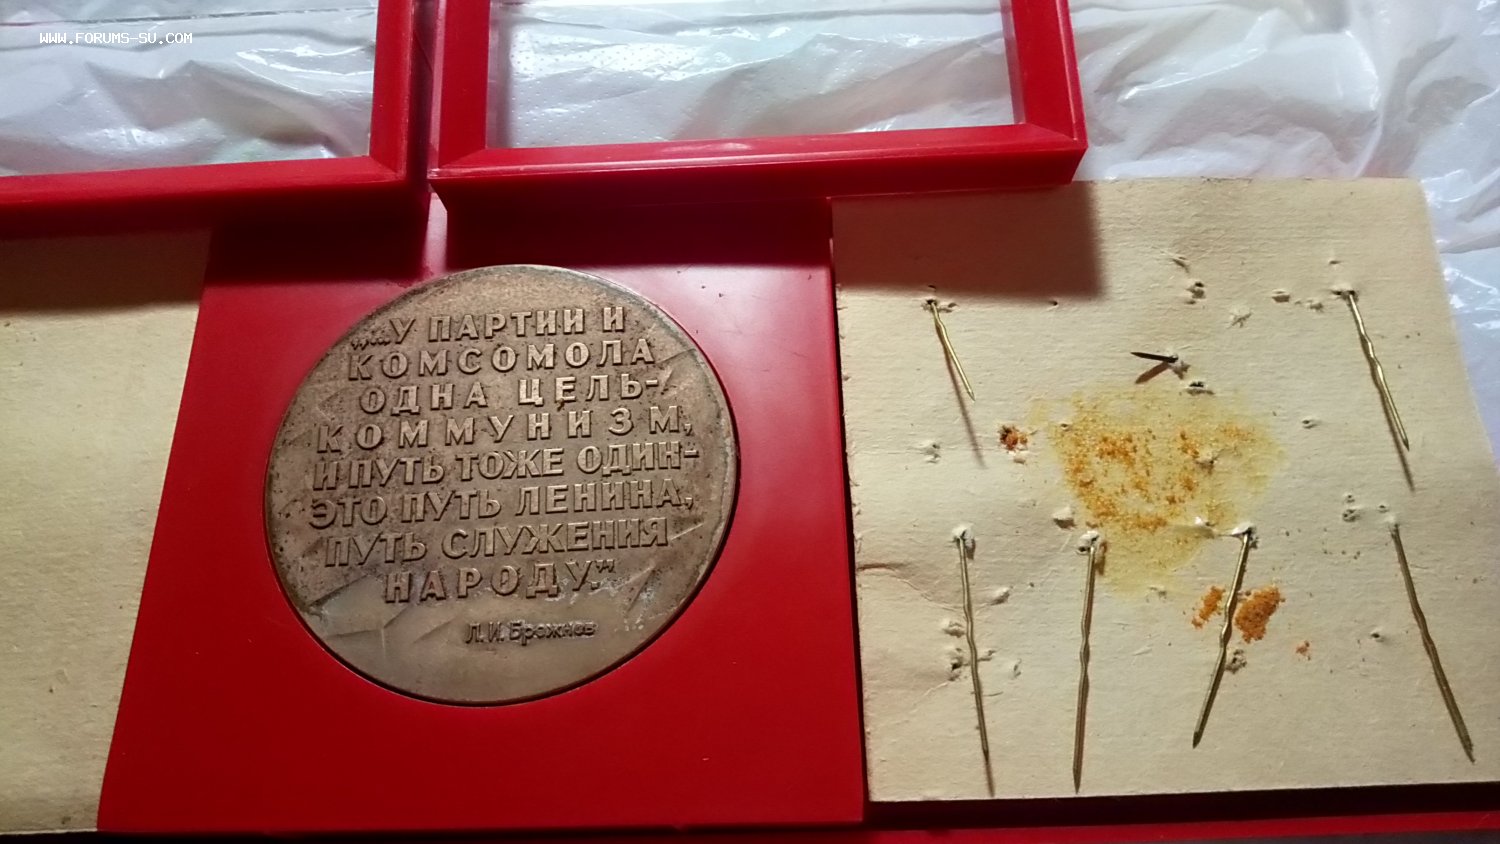 WWW.FORUMS-SU.COM
„...У ПАРТИИ И
КОМСОМОЛА
ОДНА ЦЕЛЬ-
КОММУНИЗМ,
И ПУТЬ ТОЖЕ ОДИН-
ЭТО ПУТЬ ЛЕНИНА,
ПУТЬ СЛУЖЕНИЯ
НАРОДУ."
Л.И. Брежнев